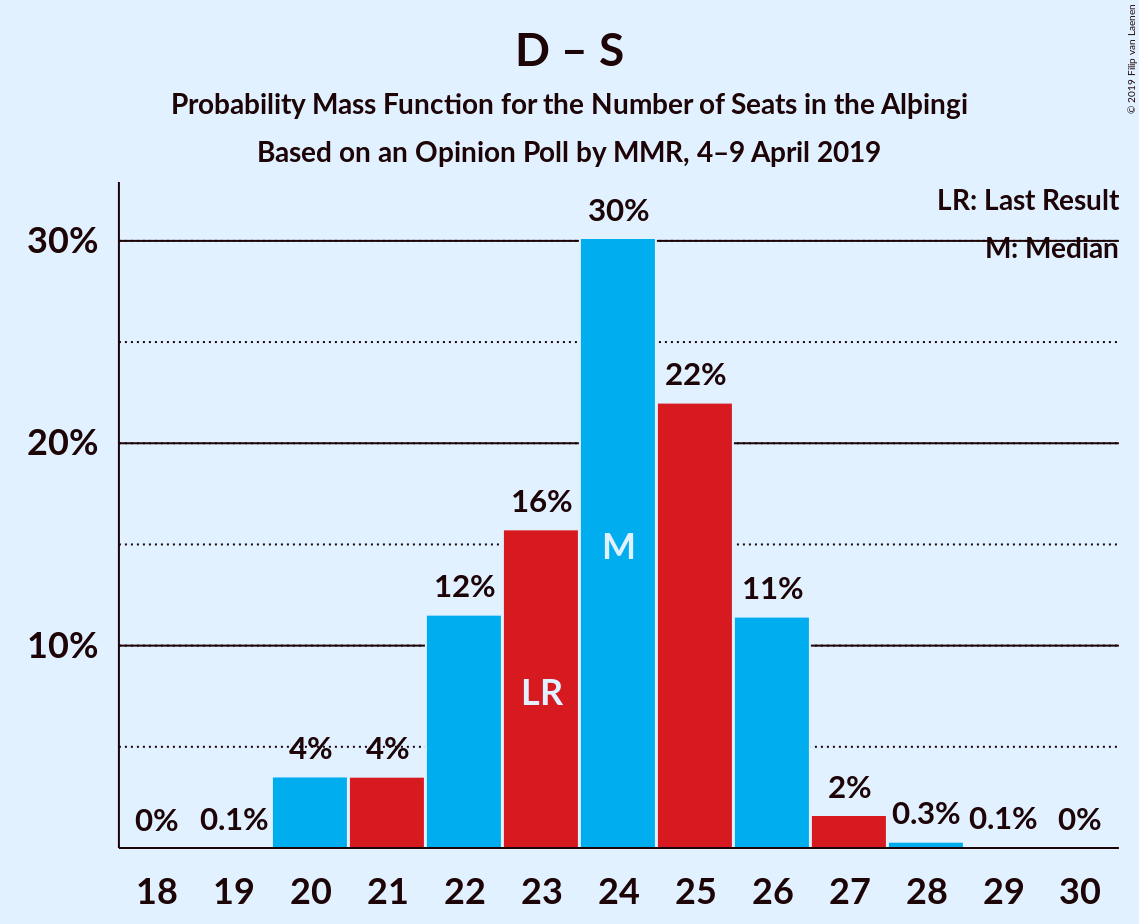 D – S
Probability Mass Function for the Number of Seats in the Alþingi
Based on an Opinion Poll by MMR, 4–9 April 2019
© 2019 Filip van Laenen
LR: Last Result
M: Median
30%
20%
10%
0%
0.1%
4%
4%
12%
16%
30%
22%
11%
2%
0.3%
0.1%
0%
LR
M
18 19 20 21 22 23 24 25 26 27 28 29 30